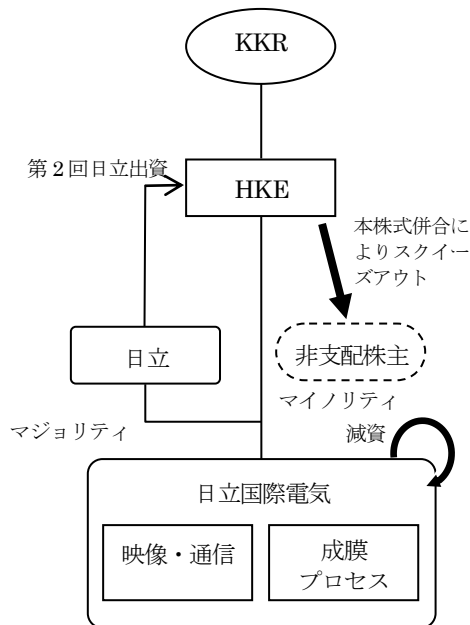 KKR
第 2 回日立出資
HKE
本株式併合に
よりスクイー
ズアウト
日立
非支配株主
マイノリティ
マジョリティ
減資
日立国際電気
映像・通信
成膜
プロセス